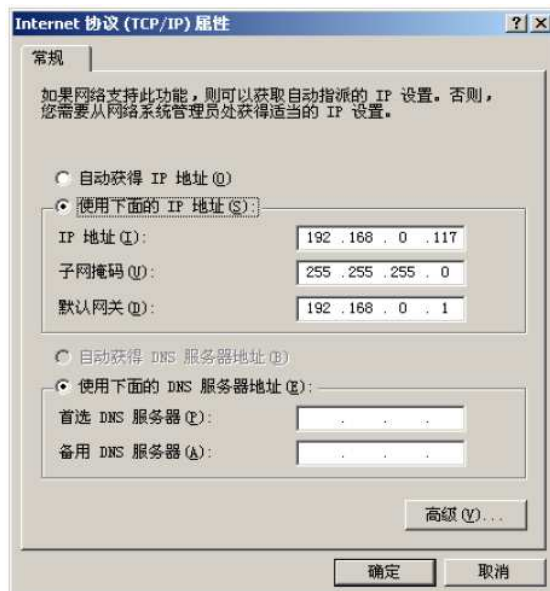 Internet 协议 (TCP/IP) 属性
? ×
常规
如果网络支持此功能，则可以获取自动指派的 IP 设置。否则，
您需要从网络系统管理员处获得适当的 IP 设置。
自动获得 IP 地址(O)
使用下面的 IP 地址(S):
IP 地址(I): 192 .168 . 0 .117
子网掩码(U): 255 .255 .255 . 0
默认网关(D): 192 .168 . 0 . 1
自动获得 DNS 服务器地址(B)
使用下面的 DNS 服务器地址(E):
首选 DNS 服务器(P): . . .
备用 DNS 服务器(A): . . .
高级(V)...
确定 取消